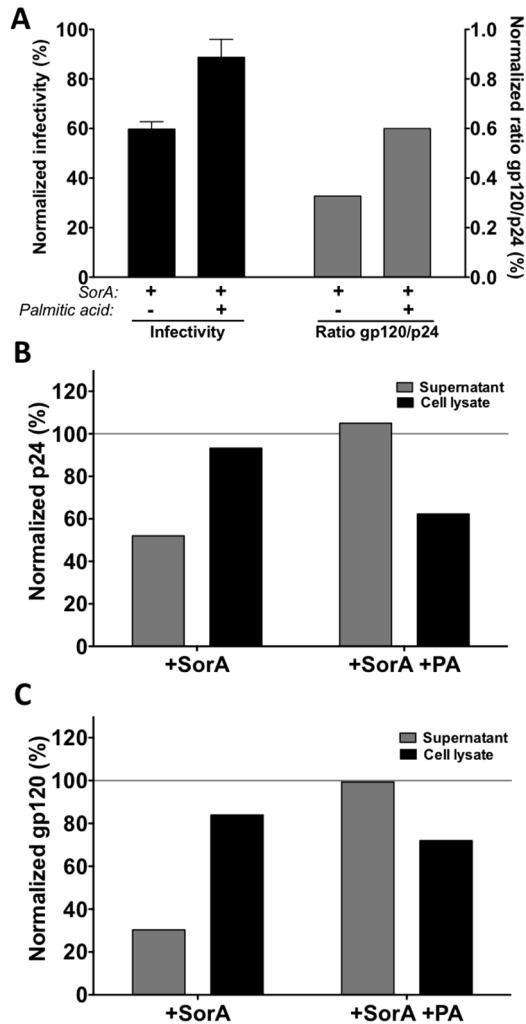 A
Normalized infectivity (%)
100
80
60
40
20
0
1.0
0.8
0.6
0.4
0.2
0.0
Normalized ratio gp120/p24 (%)
SorA: + + + +
Palmitic acid: - + - +
Infectivity Ratio gp120/p24
B
Normalized p24 (%)
120
100
80
60
40
20
0
Supernatant
Cell lysate
+SorA +SorA +PA
C
Normalized gp120 (%)
120
100
80
60
40
20
0
Supernatant
Cell lysate
+SorA +SorA +PA